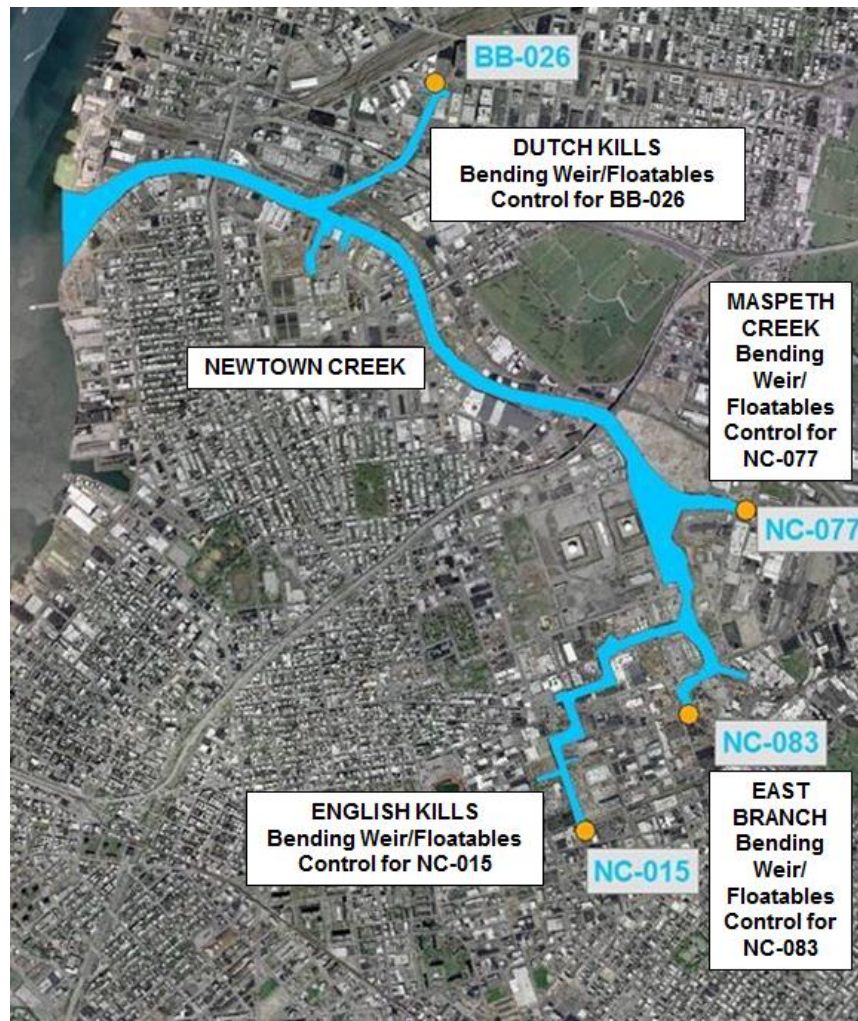 BB-026
DUTCH KILLS
Bending Weir/Floatables
Control for BB-026
MASPETH
CREEK
Bending
Weir/
Floatables
Control for
NC-077
NEWTOWN CREEK
NC-077
NC-083
ENGLISH KILLS
Bending Weir/Floatables
Control for NC-015
NC-015
EAST
BRANCH
Bending
Weir/
Floatables
Control for
NC-083